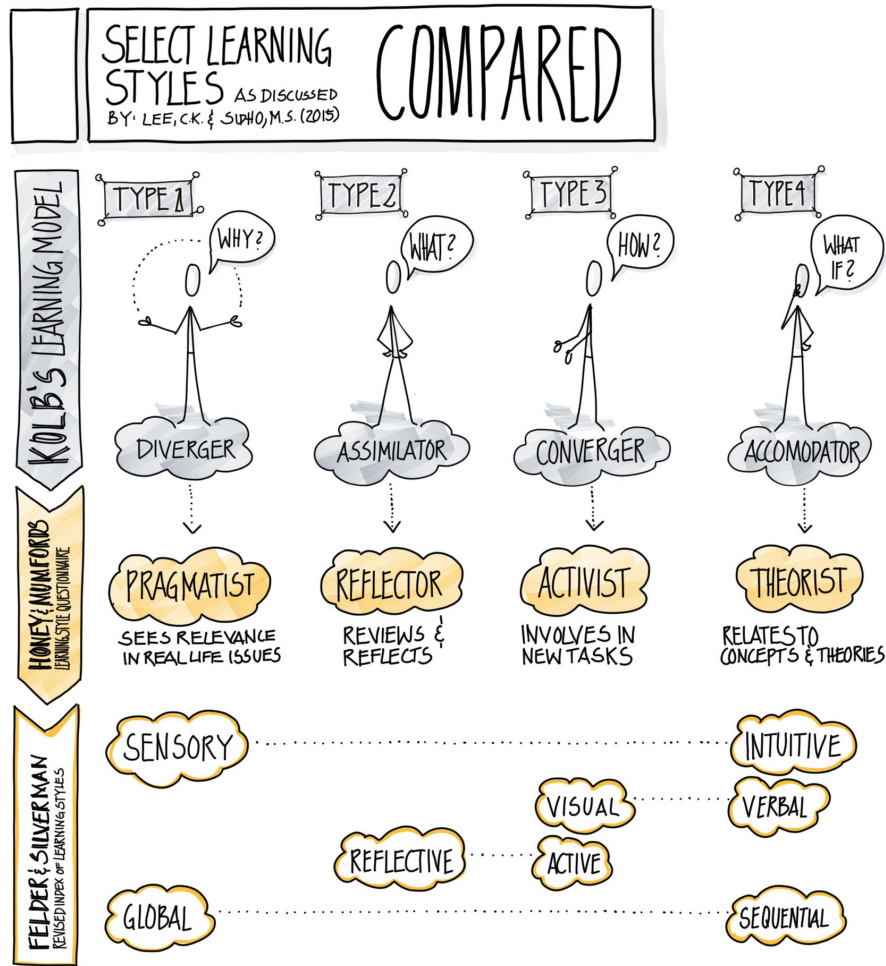 SELECT LEARNING
STYLES AS DISCUSSED
BY: LEE, C.K. & SIPHO, M.S. (2015)
COMPARED
KOLB'S LEARNING MODEL
TYPE 1
TYPE 2
TYPE 3
TYPE 4
WHY?
WHAT?
HOW?
WHAT
IF?
DIVERGER
ASSIMILATOR
CONVERGER
ACCOMODATOR
HONEY & MUMFORDS
LEARNING STYLE QUESTIONNAIRE
PRAGMATIST
SEES RELEVANCE
IN REAL LIFE ISSUES
REFLECTOR
REVIEWS &
REFLECTS
ACTIVIST
INVOLVES IN
NEW TASKS
THEORIST
RELATES TO
CONCEPTS & THEORIES
FELDER & SILVERMAN
REVISED INDEX OF LEARNING STYLES
SENSORY
INTUITIVE
VISUAL
VERBAL
REFLECTIVE
ACTIVE
GLOBAL
SEQUENTIAL